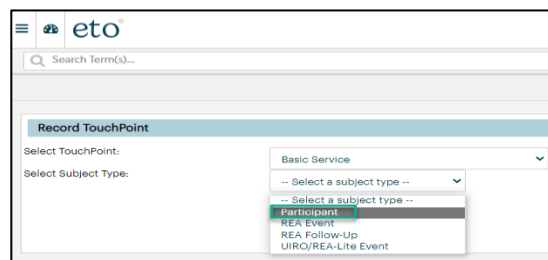 eto
Search Term(s)...
Record TouchPoint
Select TouchPoint:
Basic Service
Select Subject Type:
-- Select a subject type --
-- Select a subject type --
Participant
REA Event
REA Follow-Up
UIRO/REA-Lite Event